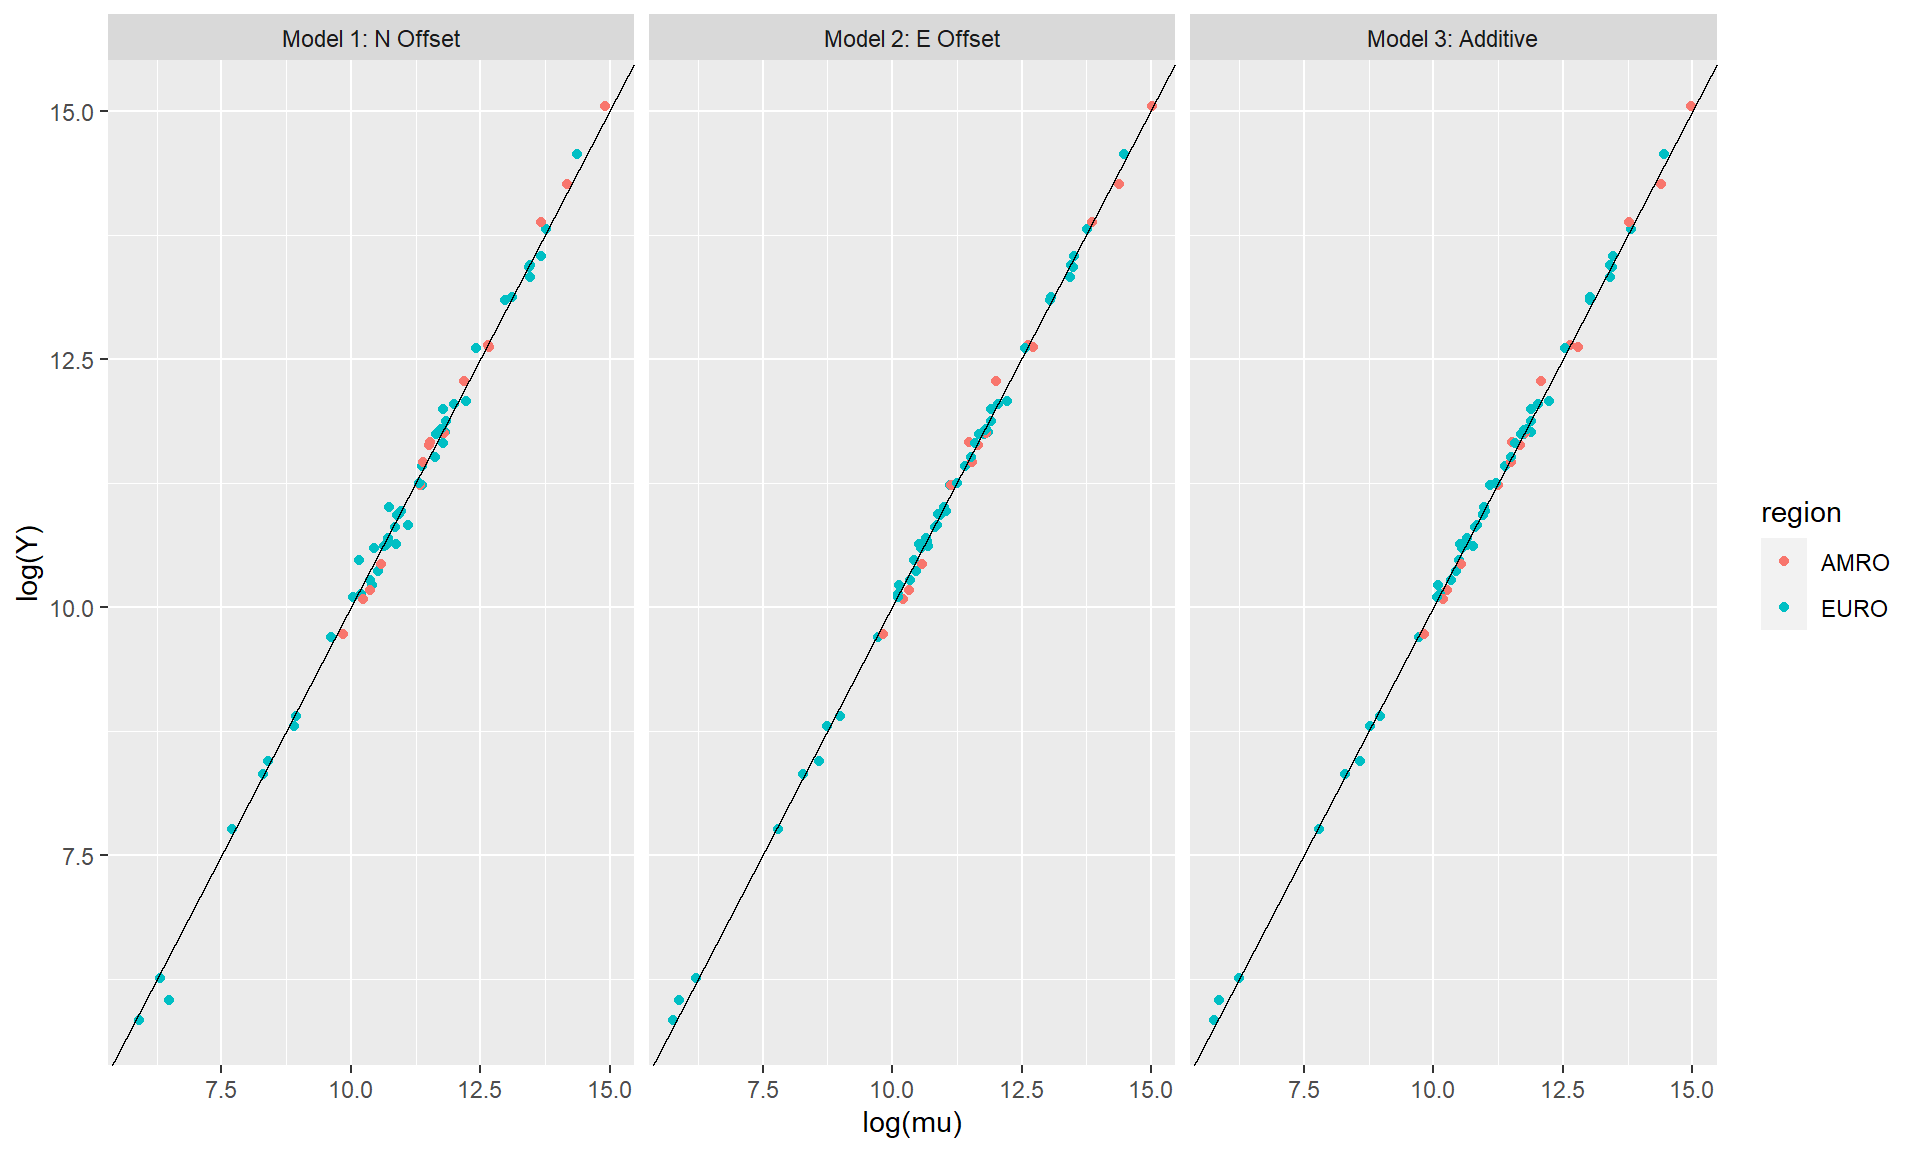 Model 1: N Offset
Model 2: E Offset
Model 3: Additive
15.0
12.5
10.0
7.5
log(Y)
7.5 10.0 12.5 15.0
7.5 10.0 12.5 15.0
7.5 10.0 12.5 15.0
log(mu)
region
AMRO
EURO